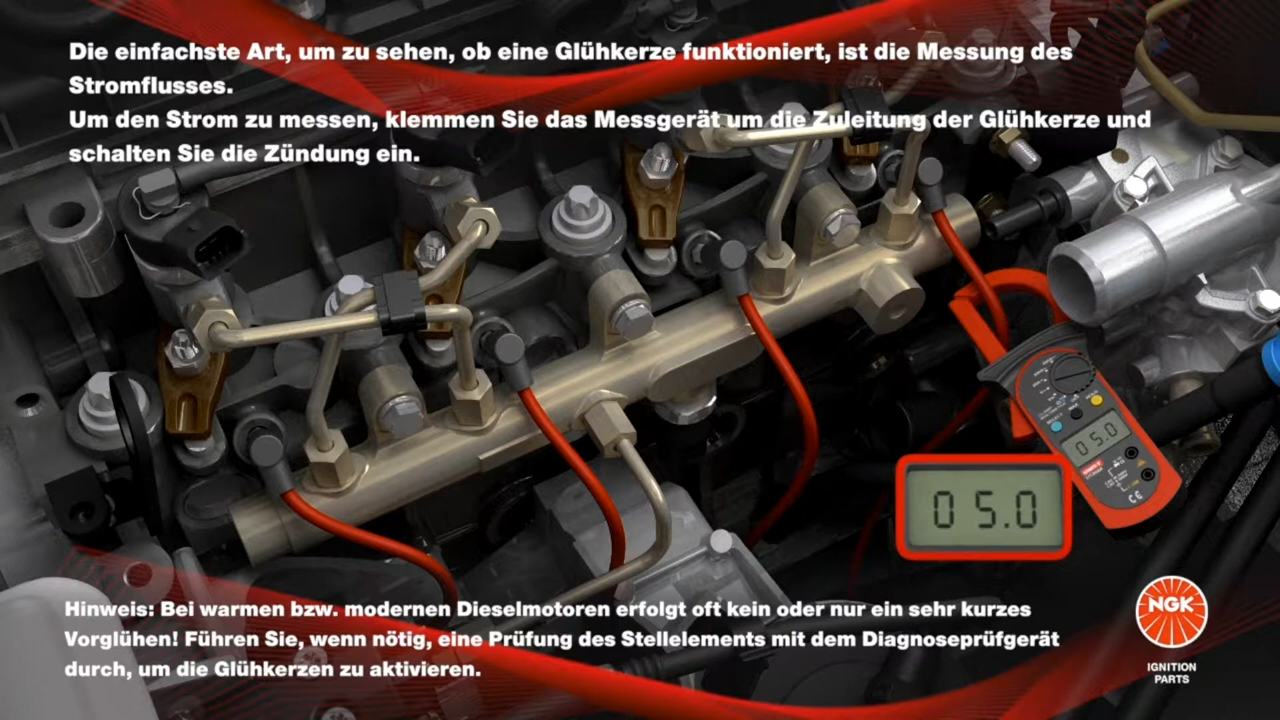 Die einfachste Art, um zu sehen, ob eine Glühkerze funktioniert, ist die Messung des
Stromflusses.
Um den Strom zu messen, klemmen Sie das Messgerät um die Zuleitung der Glühkerze und
schalten Sie die Zündung ein.
05.0
05.0
CE
Hinweis: Bei warmen bzw. modernen Dieselmotoren erfolgt oft kein oder nur ein sehr kurzes
Vorglühen! Führen Sie, wenn nötig, eine Prüfung des Stellelements mit dem Diagnoseprüfgerät
durch, um die Glühkerzen zu aktivieren.
NGK
IGNITION
PARTS